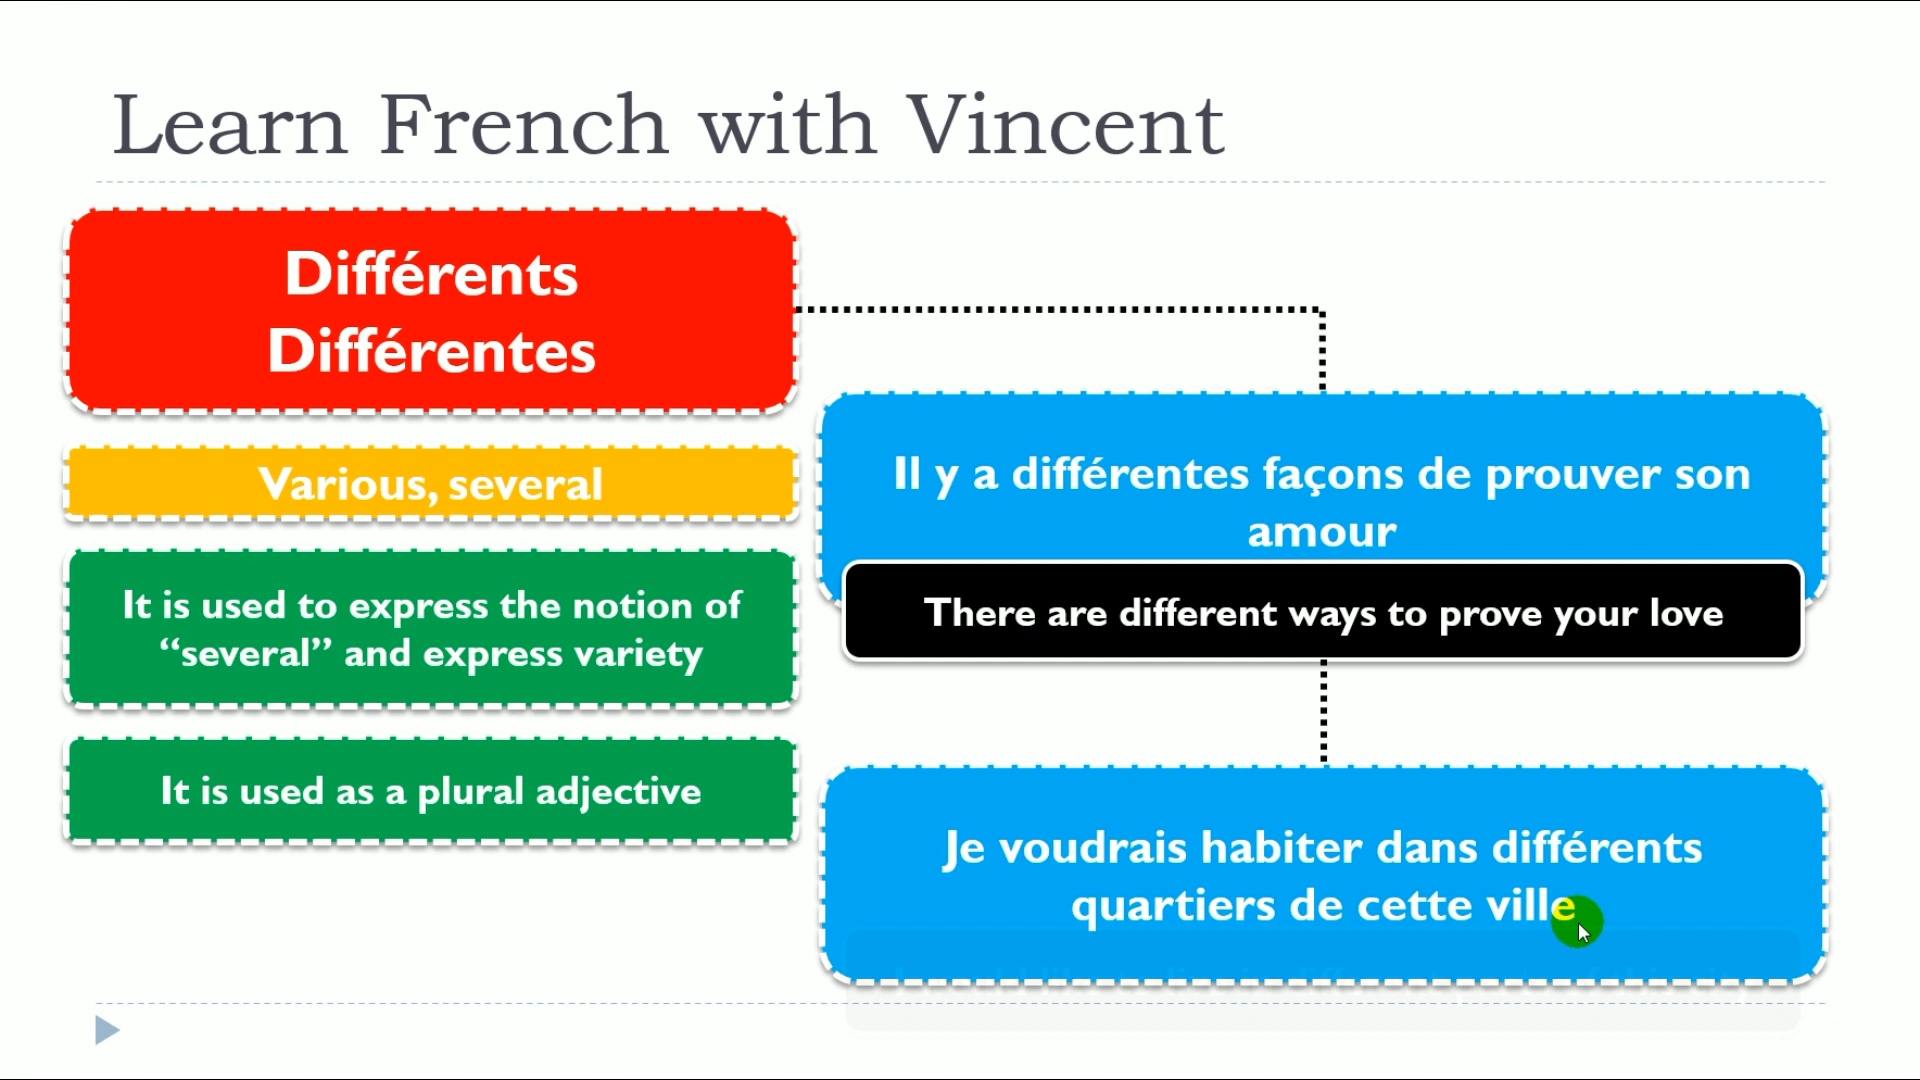 Learn French with Vincent
Différents
Différentes
Various, several
It is used to express the notion of
“several” and express variety
It is used as a plural adjective
Il y a différentes façons de prouver son
amour
There are different ways to prove your love
Je voudrais habiter dans différents
quartiers de cette ville